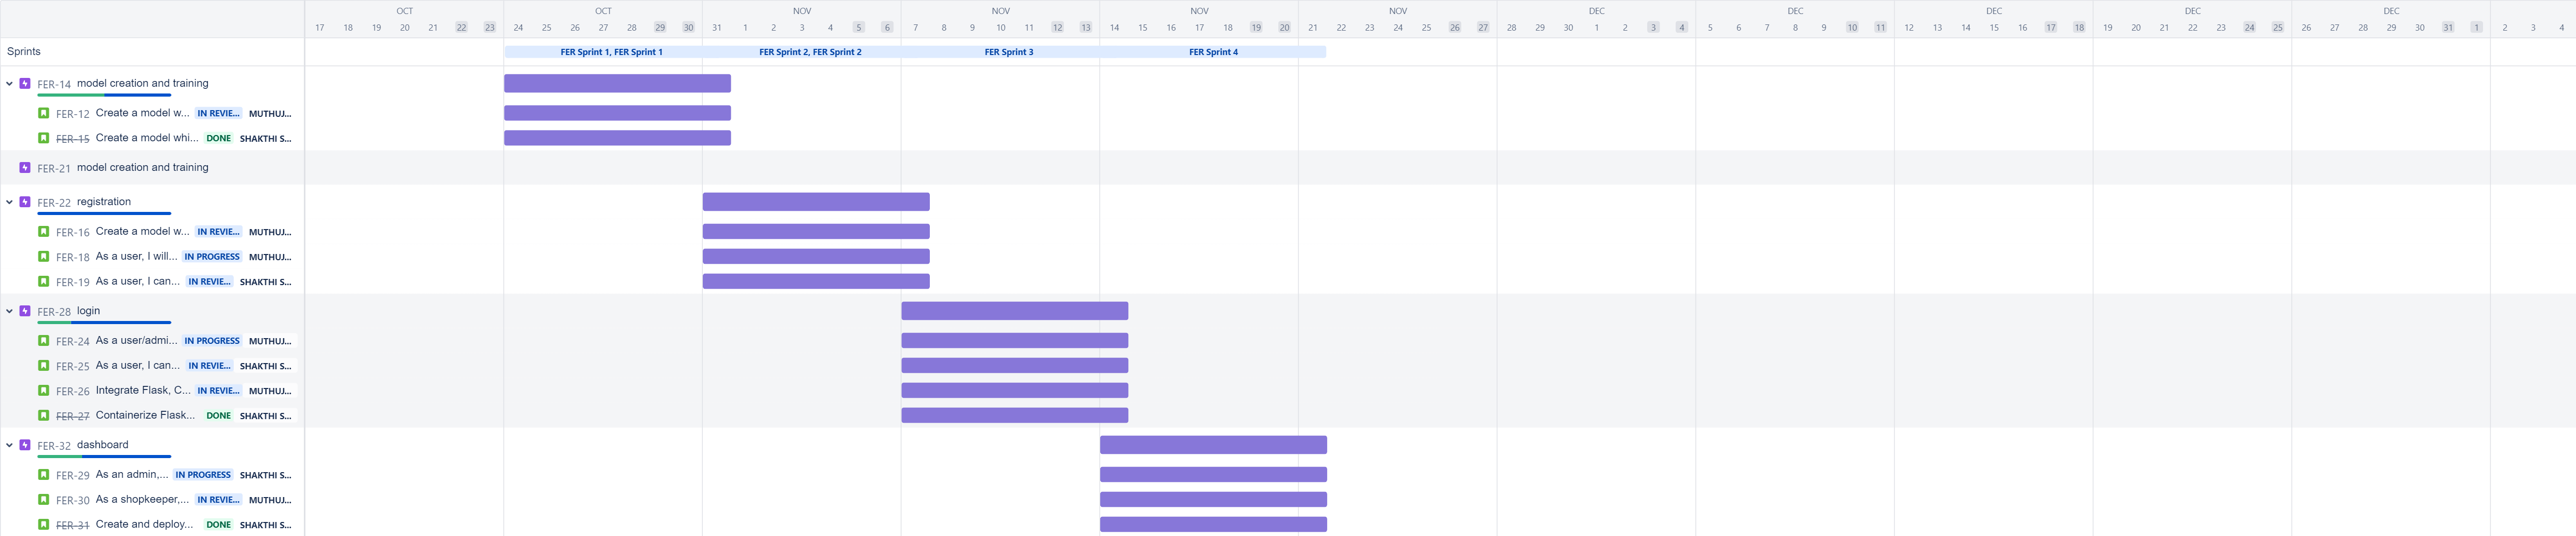 OCT OCT NOV NOV NOV NOV DEC DEC DEC DEC DEC
17 18 19 20 21 22 23 24 25 26 27 28 29 30 31 1 2 3 4 5 6 7 8 9 10 11 12 13 14 15 16 17 18 19 20 21 22 23 24 25 26 27 28 29 30 1 2 3 4 5 6 7 8 9 10 11 12 13 14 15 16 17 18 19 20 21 22 23 24 25 26 27 28 29 30 31 1 2 3 4
Sprints FER Sprint 1, FER Sprint 1 FER Sprint 2, FER Sprint 2 FER Sprint 3 FER Sprint 4
FER-14 model creation and training
FER-12 Create a model w... IN REVIE... MUTHUJ...
FER-15 Create a model whi... DONE SHAKTHI S...
FER-21 model creation and training
FER-22 registration
FER-16 Create a model w... IN REVIE... MUTHUJ...
FER-18 As a user, I will... IN PROGRESS MUTHUJ...
FER-19 As a user, I can... IN REVIE... SHAKTHI S...
FER-28 login
FER-24 As a user/admi... IN PROGRESS MUTHUJ...
FER-25 As a user, I can... IN REVIE... SHAKTHI S...
FER-26 Integrate Flask, C... IN REVIE... MUTHUJ...
FER-27 Containerize Flask... DONE SHAKTHI S...
FER-32 dashboard
FER-29 As an admin,... IN PROGRESS SHAKTHI S...
FER-30 As a shopkeeper,... IN REVIE... MUTHUJ...
FER-31 Create and deploy... DONE SHAKTHI S...